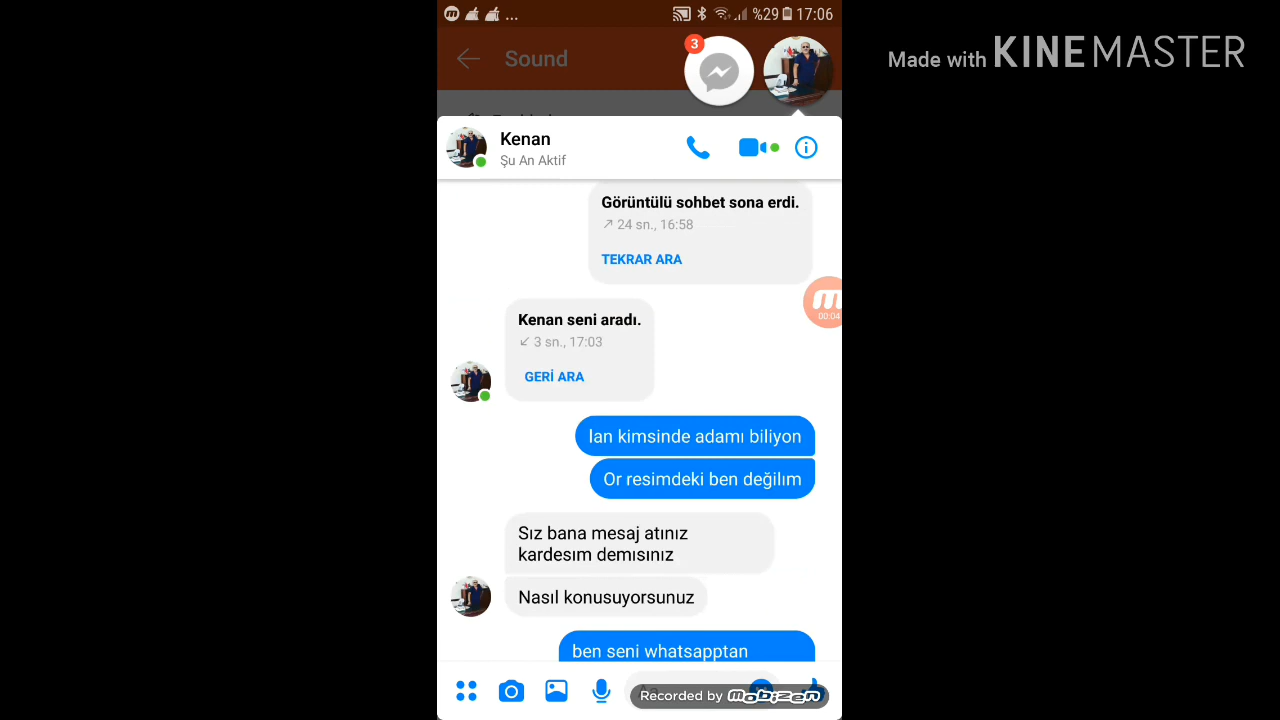 ... %29 17:06
Made with KINEMASTER
Sound
3
Kenan
Şu An Aktif
Görüntülü sohbet sona erdi.
24 sn., 16:58
TEKRAR ARA
Kenan seni aradı.
3 sn., 17:03
GERİ ARA
00:04
lan kimsinde adamı biliyon
Or resimdeki ben değilım
Sız bana mesaj atınız
kardesım demısınız
Nasıl konusuyorsunuz
ben seni whatsapptan
Recorded by mobizen